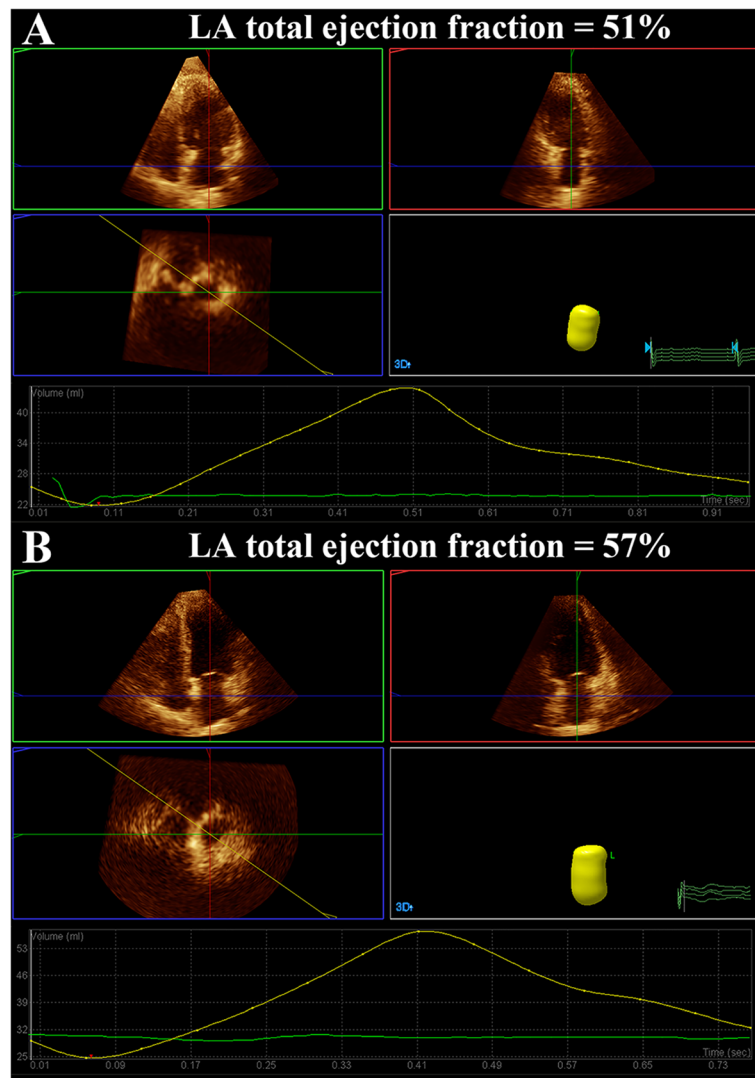 A
LA total ejection fraction = 51%
3D
Volume (ml)
40
34
28
22
Time (sec)
0.01 0.11 0.21 0.31 0.41 0.51 0.61 0.71 0.81 0.91
B
LA total ejection fraction = 57%
L
3D
Volume (ml)
53
46
39
32
25
Time (sec)
0.01 0.09 0.17 0.25 0.33 0.41 0.49 0.57 0.65 0.73